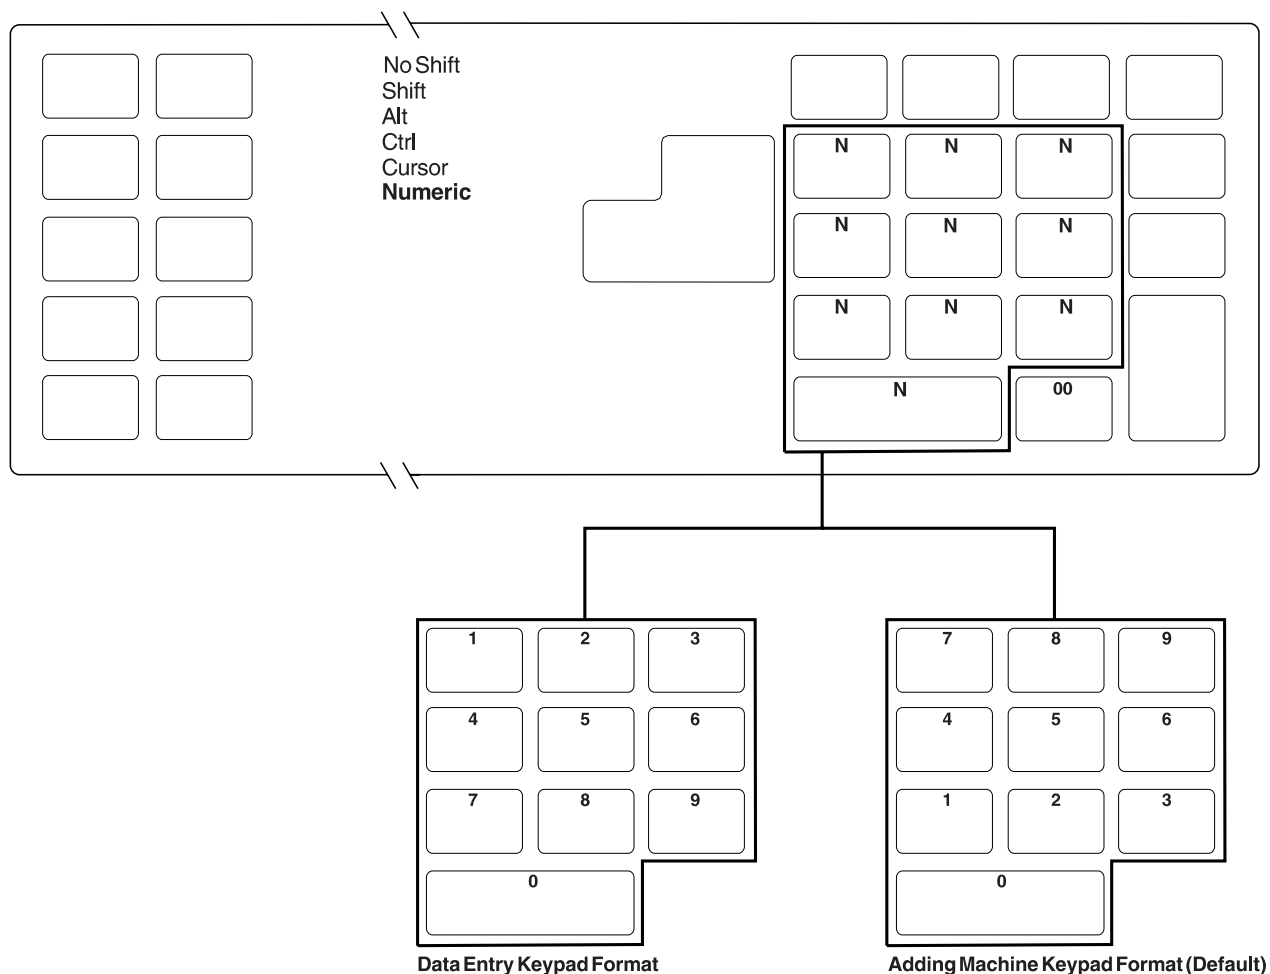 No Shift
Shift
Alt
Ctrl
Cursor
Numeric
N N N
N N N
N N N
N 00
1 2 3
4 5 6
7 8 9
0
Data Entry Keypad Format
7 8 9
4 5 6
1 2 3
0
Adding Machine Keypad Format (Default)